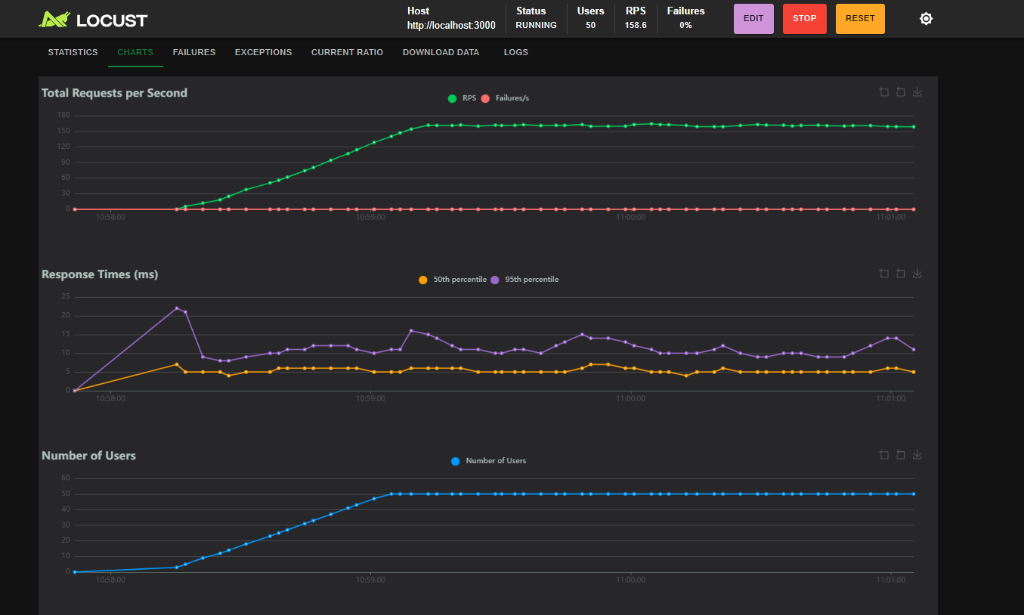 LOCUST
Host
http://localhost:3000
Status
RUNNING
Users
50
RPS
158.6
Failures
0%
EDIT
STOP
RESET
STATISTICS CHARTS FAILURES EXCEPTIONS CURRENT RATIO DOWNLOAD DATA LOGS
Total Requests per Second
RPS Failures/s
180
150
120
90
60
30
0
10:58:00 10:59:00 11:00:00 11:01:00
Response Times (ms)
50th percentile 95th percentile
25
20
15
10
5
0
10:58:00 10:59:00 11:00:00 11:01:00
Number of Users
Number of Users
60
50
40
30
20
10
0
10:58:00 10:59:00 11:00:00 11:01:00